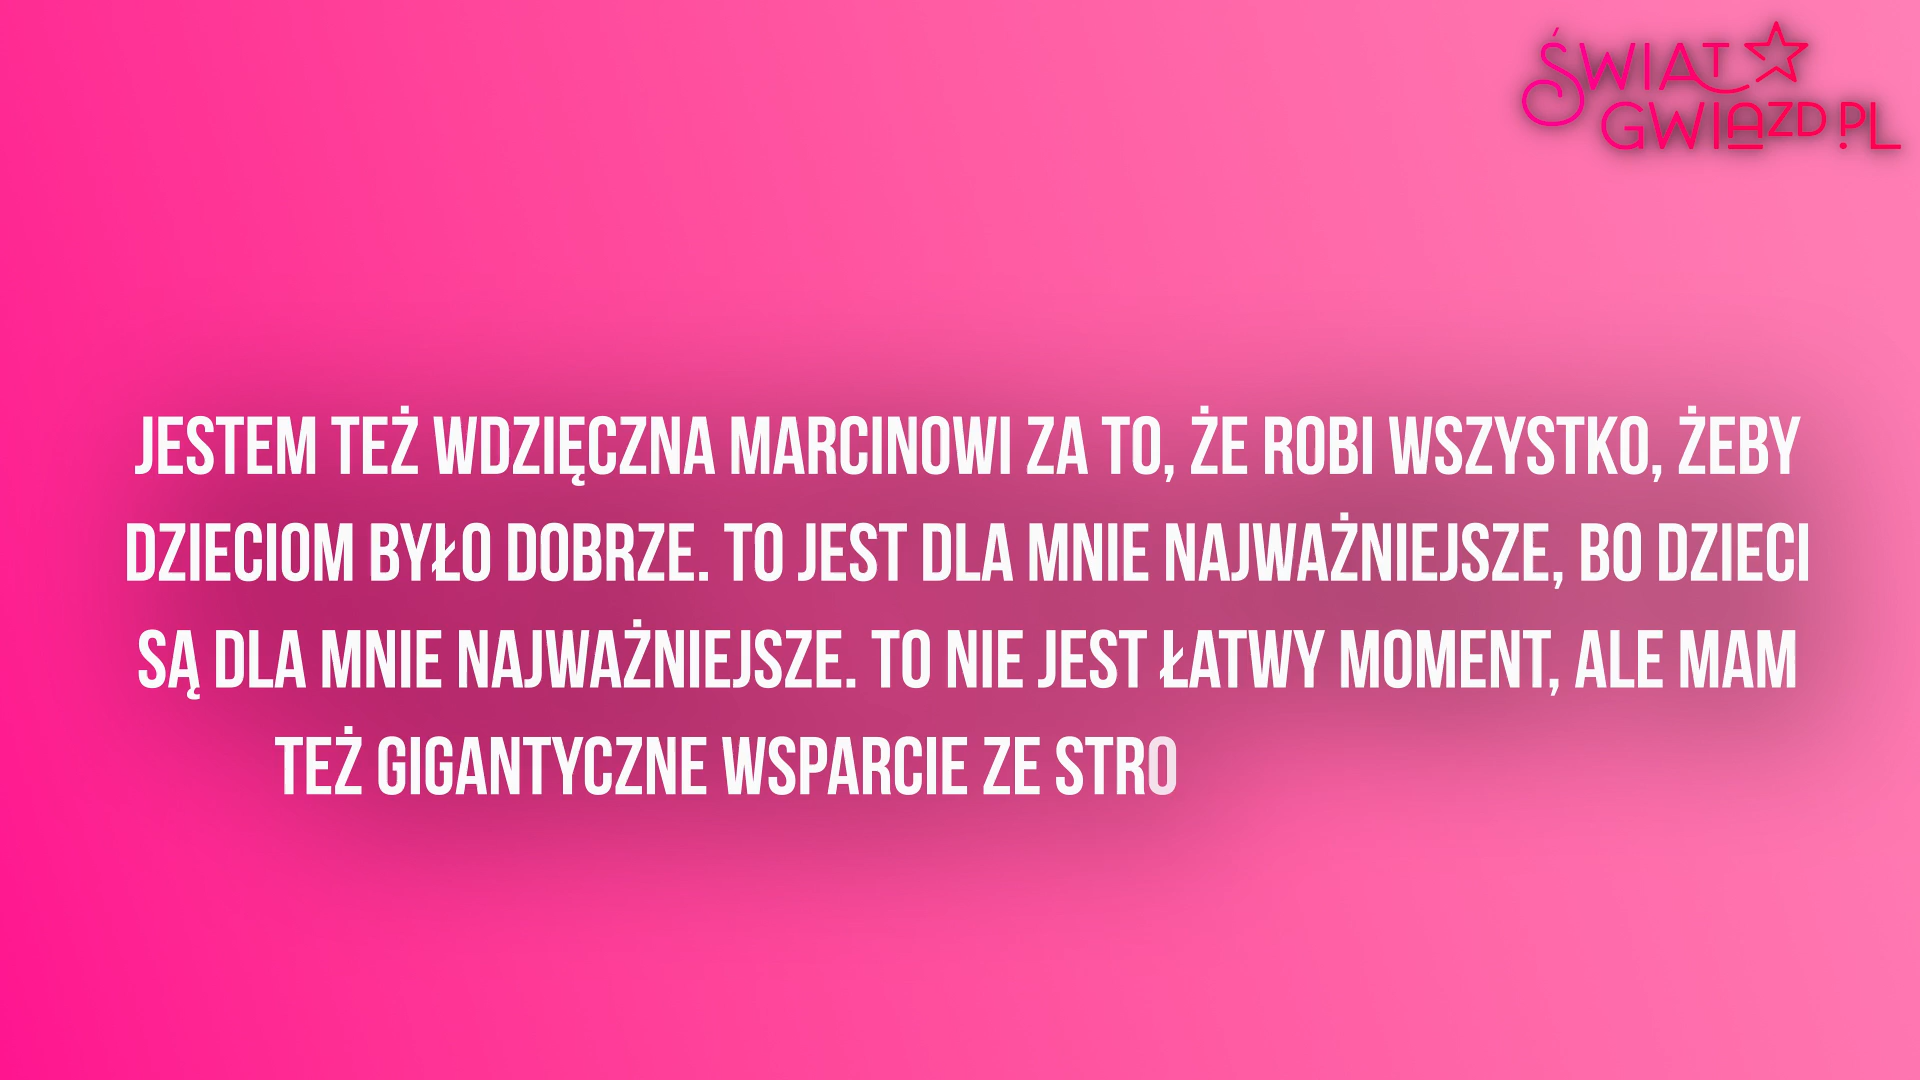 ŚWIAT
GWIAZD.PL
JESTEM TEŻ WDZIĘCZNA MARCINOWI ZA TO, ŻE ROBI WSZYSTKO, ŻEBY
DZIECIOM BYŁO DOBRZE. TO JEST DLA MNIE NAJWAŻNIEJSZE, BO DZIECI
SĄ DLA MNIE NAJWAŻNIEJSZE. TO NIE JEST ŁATWY MOMENT, ALE MAM
TEŻ GIGANTYCZNE WSPARCIE ZE STRO